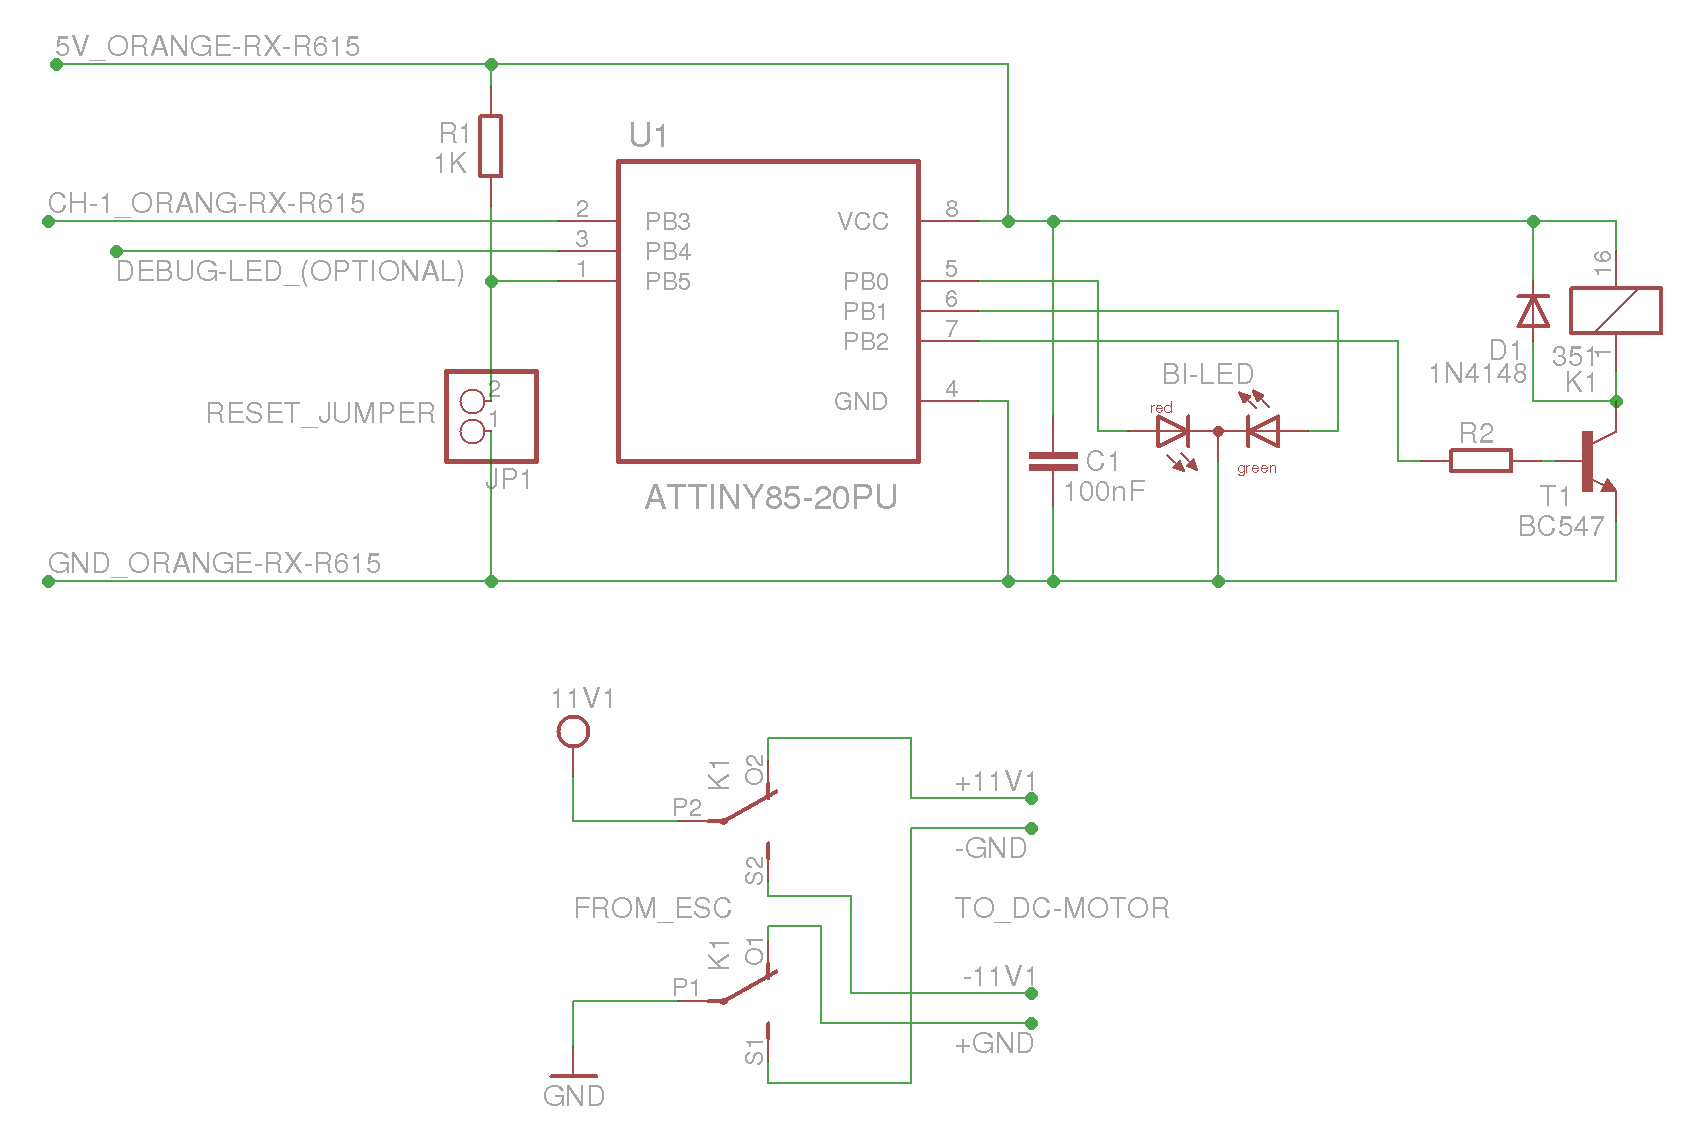 5V_ORANGE-RX-R615
R1
1K
U1
CH-1_ORANG-RX-R615
2
PB3
VCC
8
3
PB4
DEBUG-LED_(OPTIONAL)
1
PB5
PB0
5
PB1
6
PB2
7
GND
4
16
D1
1N4148
351
1
K1
BI-LED
red
green
R2
RESET_JUMPER
2
1
JP1
ATTINY85-20PU
C1
100nF
T1
BC547
GND_ORANGE-RX-R615
11V1
K1
O2
P2
+11V1
-GND
S2
FROM_ESC
TO_DC-MOTOR
K1
O1
P1
-11V1
+GND
S1
GND